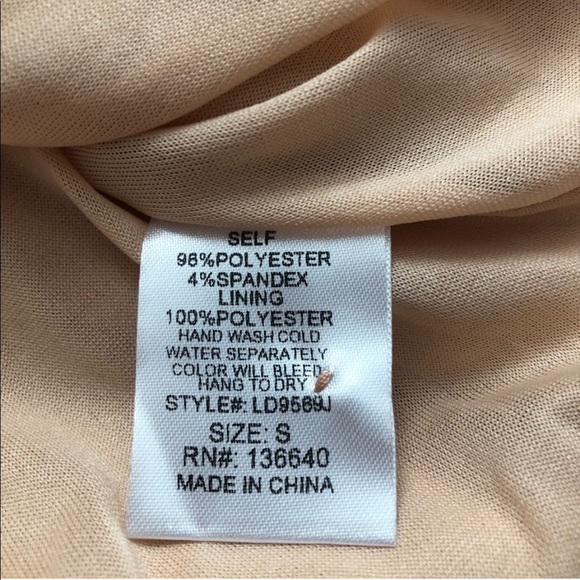 SELF
96%POLYESTER
4%SPANDEX
LINING
100%POLYESTER
HAND WASH COLD
WATER SEPARATELY
COLOR WILL BLEED
HANG TO DRY
STYLE#: LD9569J
SIZE: S
RN#: 136640
MADE IN CHINA